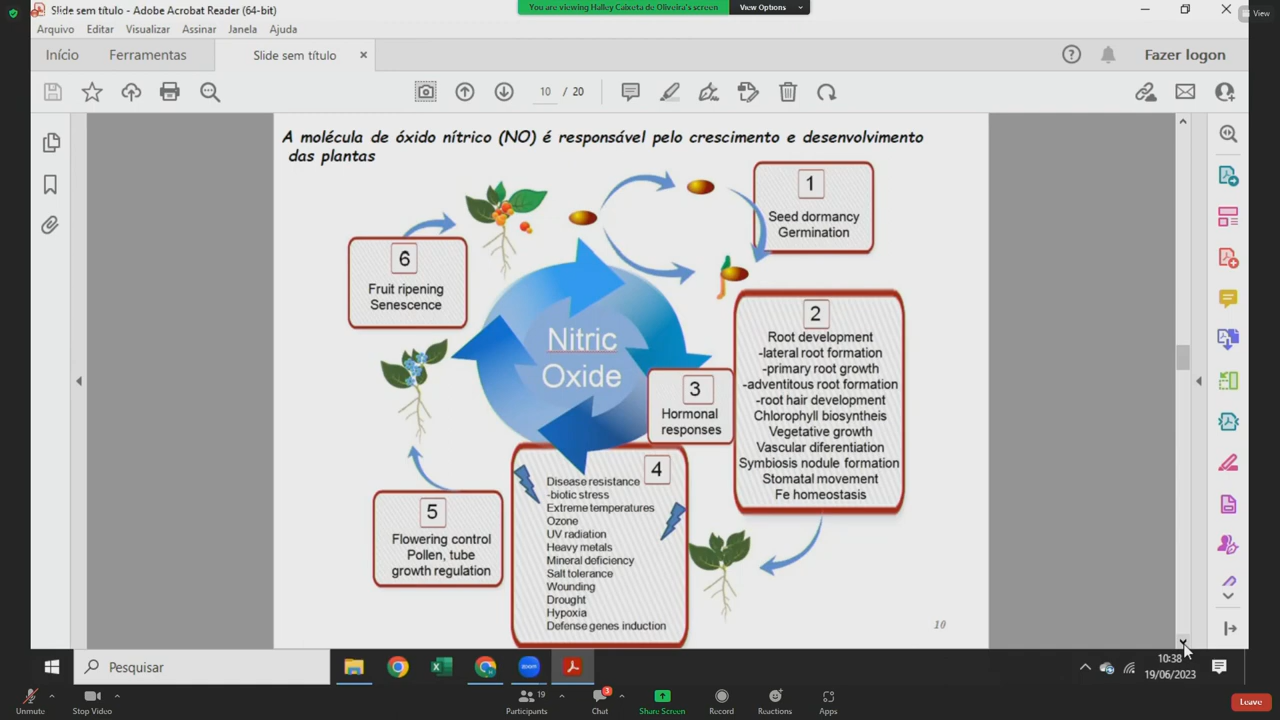 Slide sem título - Adobe Acrobat Reader (64-bit)
You are viewing Halley Caixeta de Oliveira's screen
View Options
View
Arquivo Editar Visualizar Assinar Janela Ajuda
Início Ferramentas Slide sem título × Fazer logon
10 / 20
A molécula de óxido nítrico (NO) é responsável pelo crescimento e desenvolvimento
das plantas
1
Seed dormancy
Germination
2
Root development
-lateral root formation
-primary root growth
-adventitous root formation
-root hair development
Chlorophyll biosyntheis
Vegetative growth
Vascular diferentiation
Symbiosis nodule formation
Stomatal movement
Fe homeostasis
Nitric
Oxide
3
Hormonal
responses
4
Disease resistance
-biotic stress
Extreme temperatures
Ozone
UV radiation
Heavy metals
Mineral deficiency
Salt tolerance
Wounding
Drought
Hypoxia
Defense genes induction
5
Flowering control
Pollen, tube
growth regulation
6
Fruit ripening
Senescence
10
Pesquisar
zoom
10:38
19/06/2023
Unmute Stop Video
19
Participants
3
Chat
Share Screen Record Reactions Apps Leave